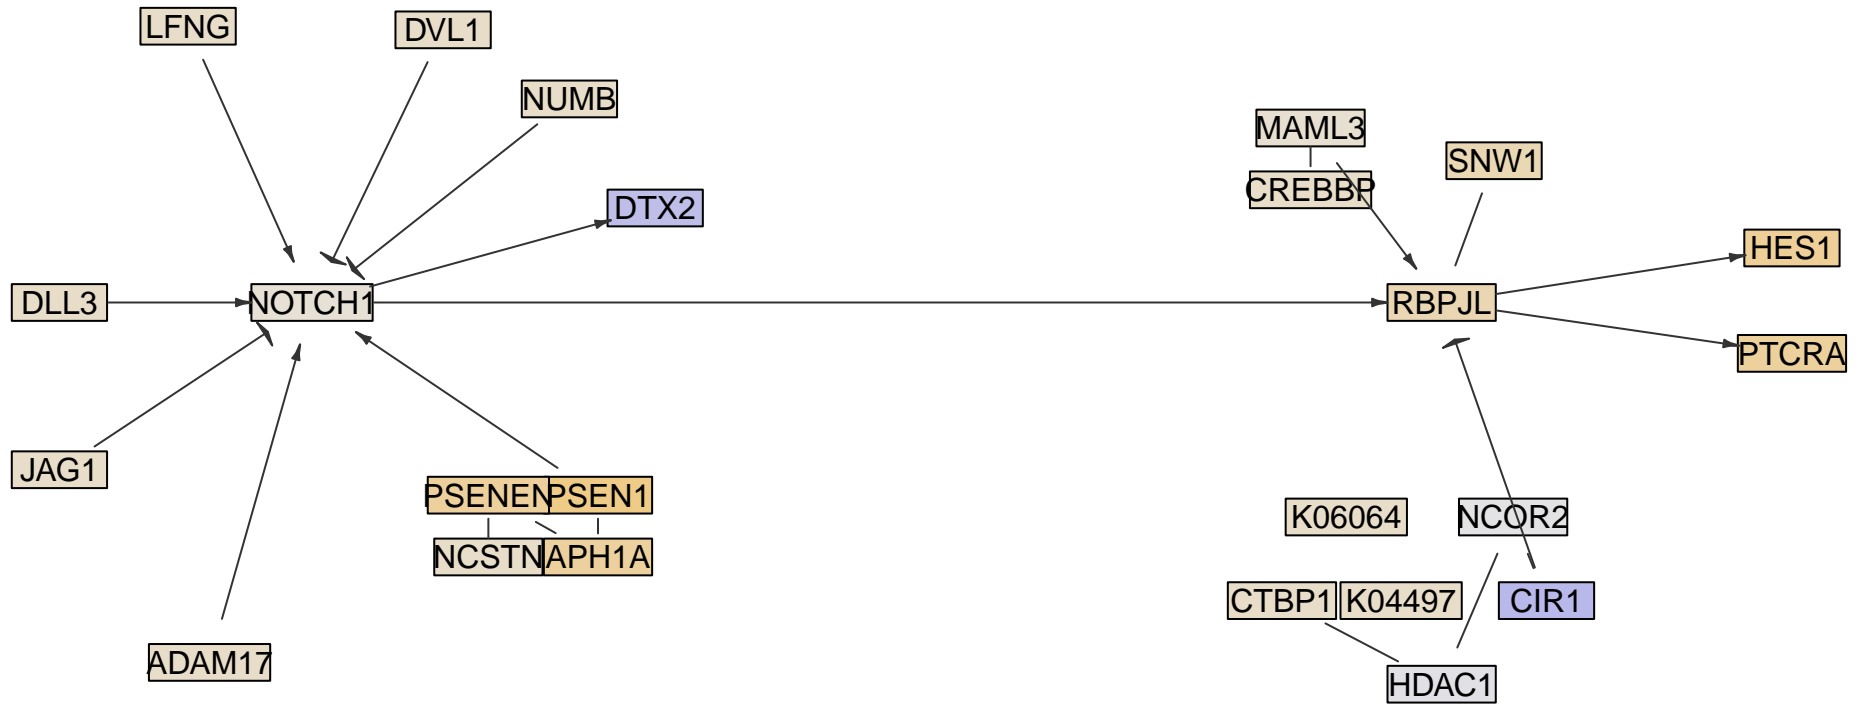 LFNG
DVL1
NUMB
MAML3
SNW1
CREBBP
DTX2
HES1
DLL3
NOTCH1
RBPJL
PTCRA
JAG1
PSENEN
PSEN1
K06064
NCOR2
NCSTN
APH1A
CTBP1
K04497
CIR1
ADAM17
HDAC1